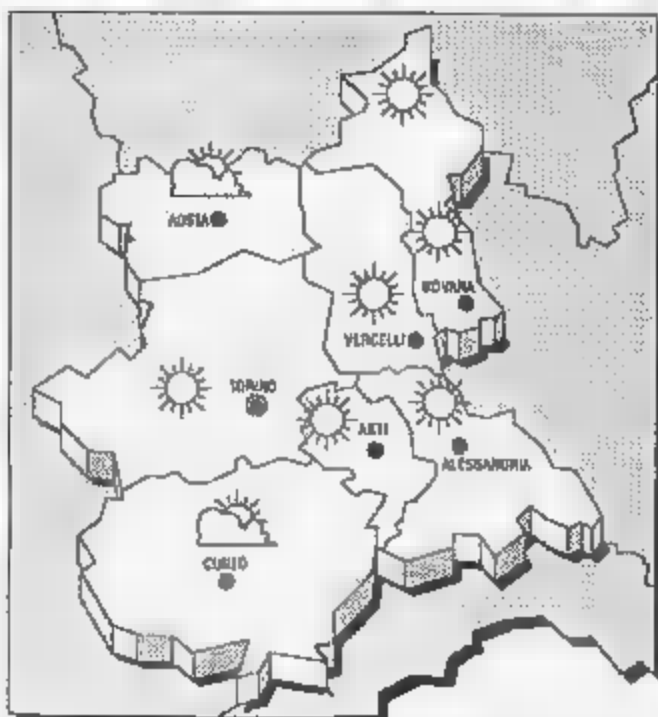 AOSTA
NOVARA
VERCELLI
TORINO
ASTI
ALESSANDRIA
CUNEO